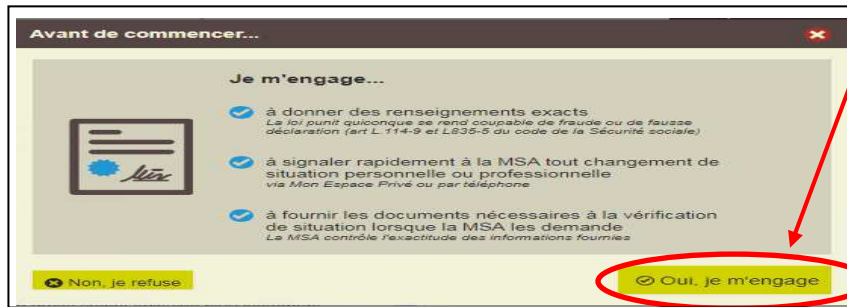 Avant de commencer...
Je m'engage...
à donner des renseignements exacts
La loi punit quiconque se rend coupable de fraude ou de fausse
déclaration (art L.114-9 et L835-5 du code de la Sécurité sociale)
à signaler rapidement à la MSA tout changement de
situation personnelle ou professionnelle
via Mon Espace Privé ou par téléphone
à fournir les documents nécessaires à la vérification
de situation lorsque la MSA les demande
La MSA contrôle l'exactitude des informations fournies
Non, je refuse
Oui, je m'engage